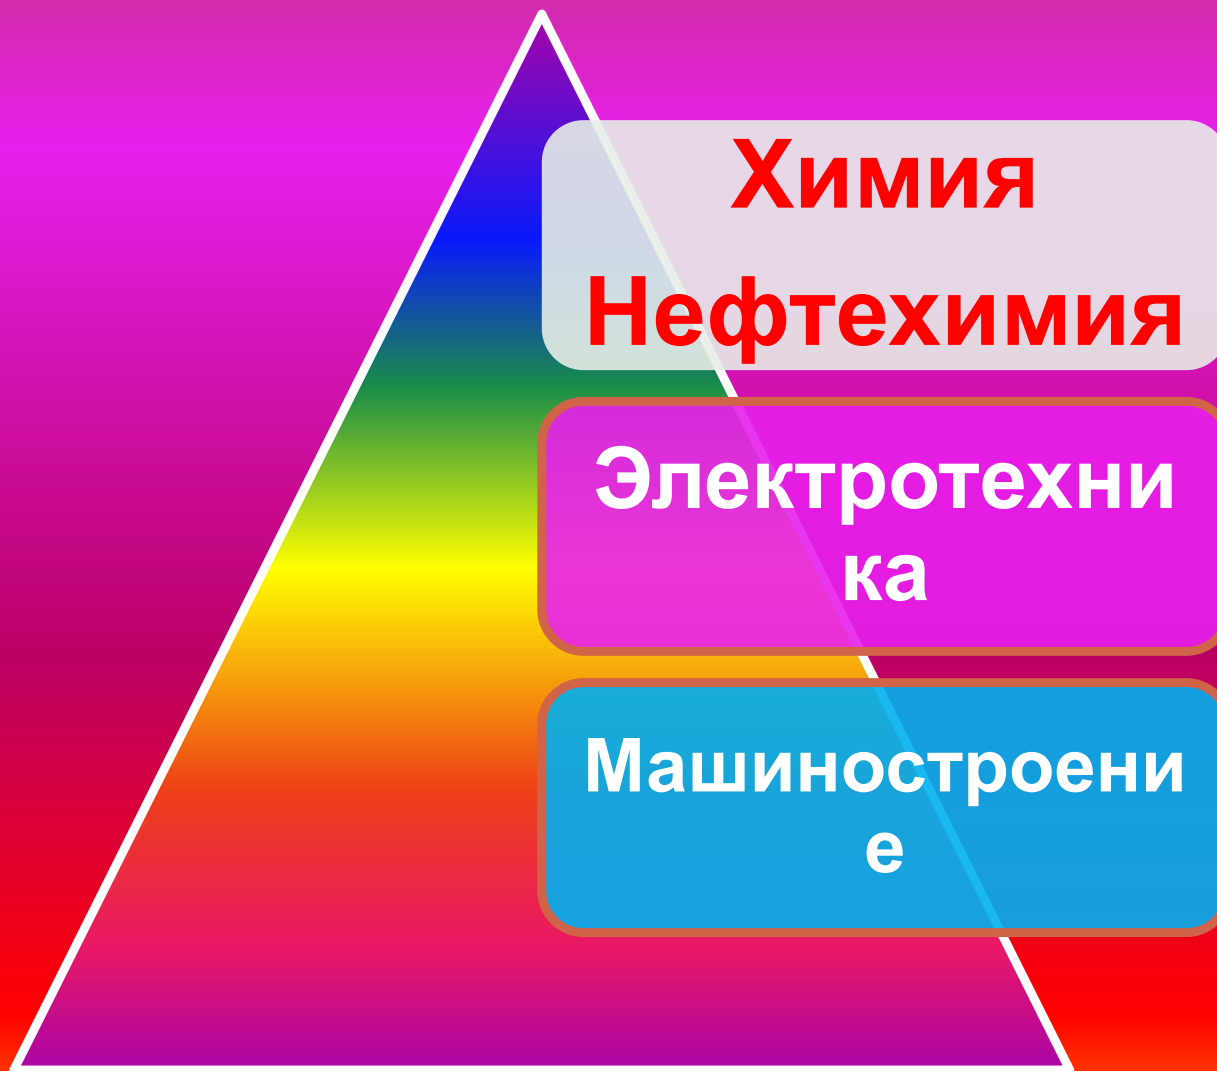 Химия
Нефтехимия
Электротехни
ка
Машиностроени
е